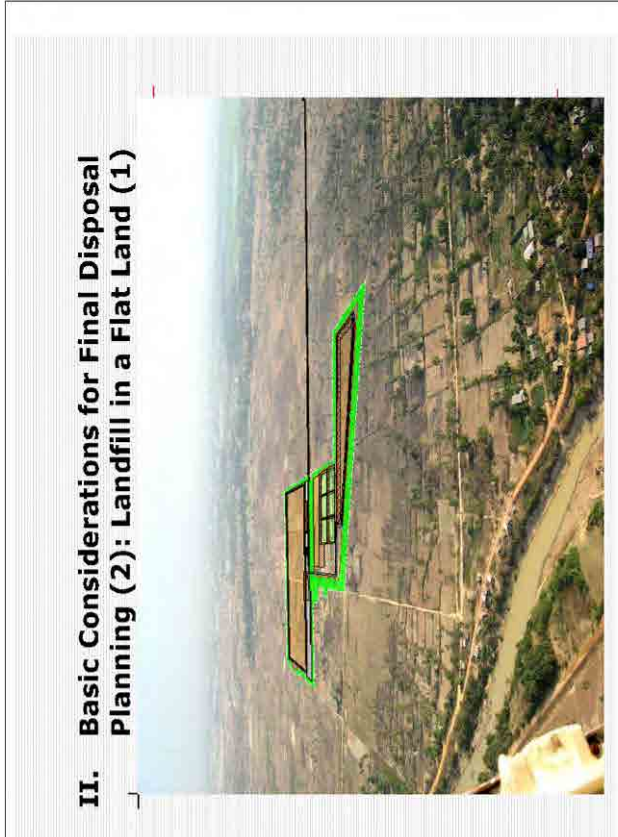 II. Basic Considerations for Final Disposal
Planning (2): Landfill in a Flat Land (1)